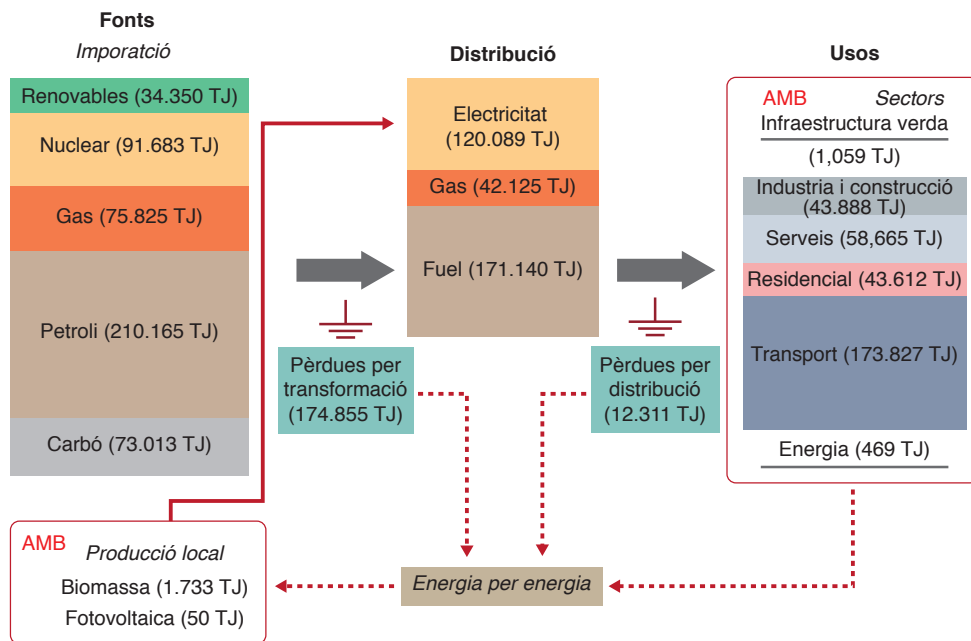 Fonts
Imporatció
Renovables (34.350 TJ)
Nuclear (91.683 TJ)
Gas (75.825 TJ)
Petroli (210.165 TJ)
Carbó (73.013 TJ)
AMB
Producció local
Biomassa (1.733 TJ)
Fotovoltaica (50 TJ)
Distribució
Electricitat
(120.089 TJ)
Gas (42.125 TJ)
Fuel (171.140 TJ)
Pèrdues per
transformació
(174.855 TJ)
Pèrdues per
distribució
(12.311 TJ)
Energia per energia
Usos
AMB Sectors
Infraestructura verda
(1,059 TJ)
Industria i construcció
(43.888 TJ)
Serveis (58,665 TJ)
Residencial (43.612 TJ)
Transport (173.827 TJ)
Energia (469 TJ)